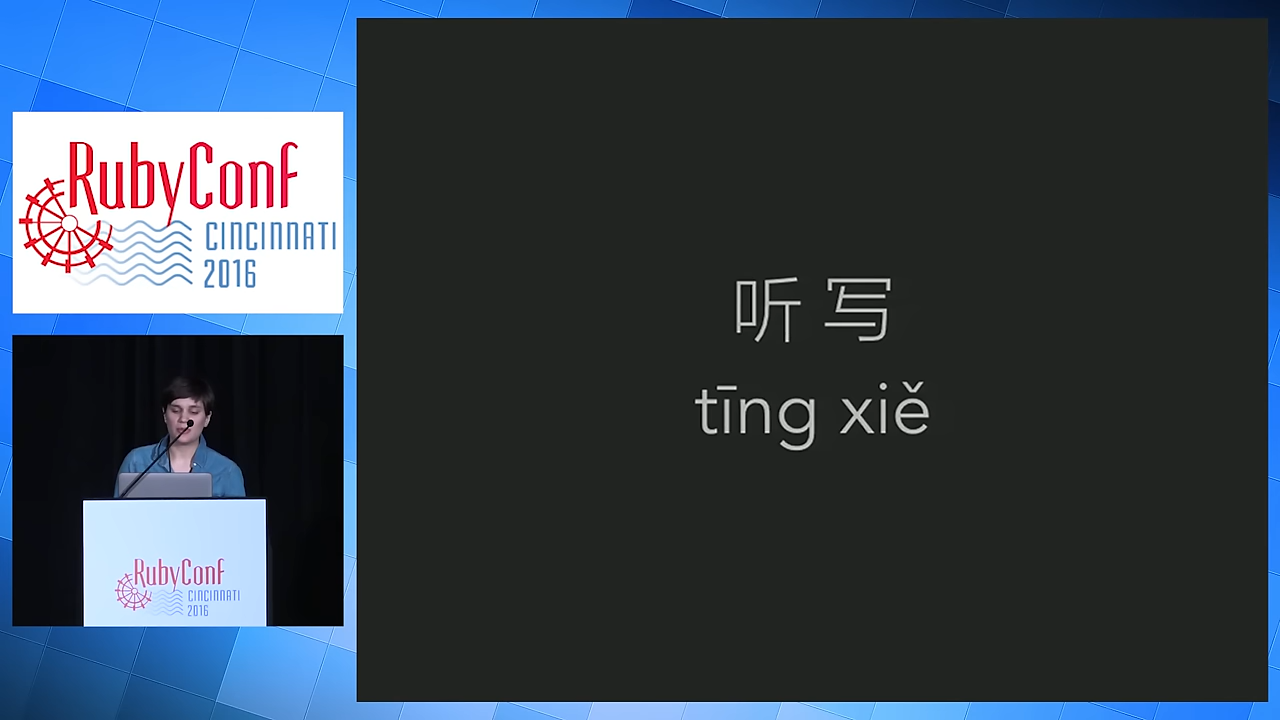 RubyConf
CINCINNATI
2016
听写
tīng xiě
RubyConf
CINCINNATI
2016